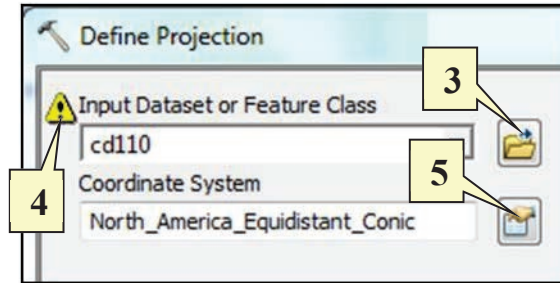 Define Projection
3
Input Dataset or Feature Class
cd110
4
5
Coordinate System
North_America_Equidistant_Conic